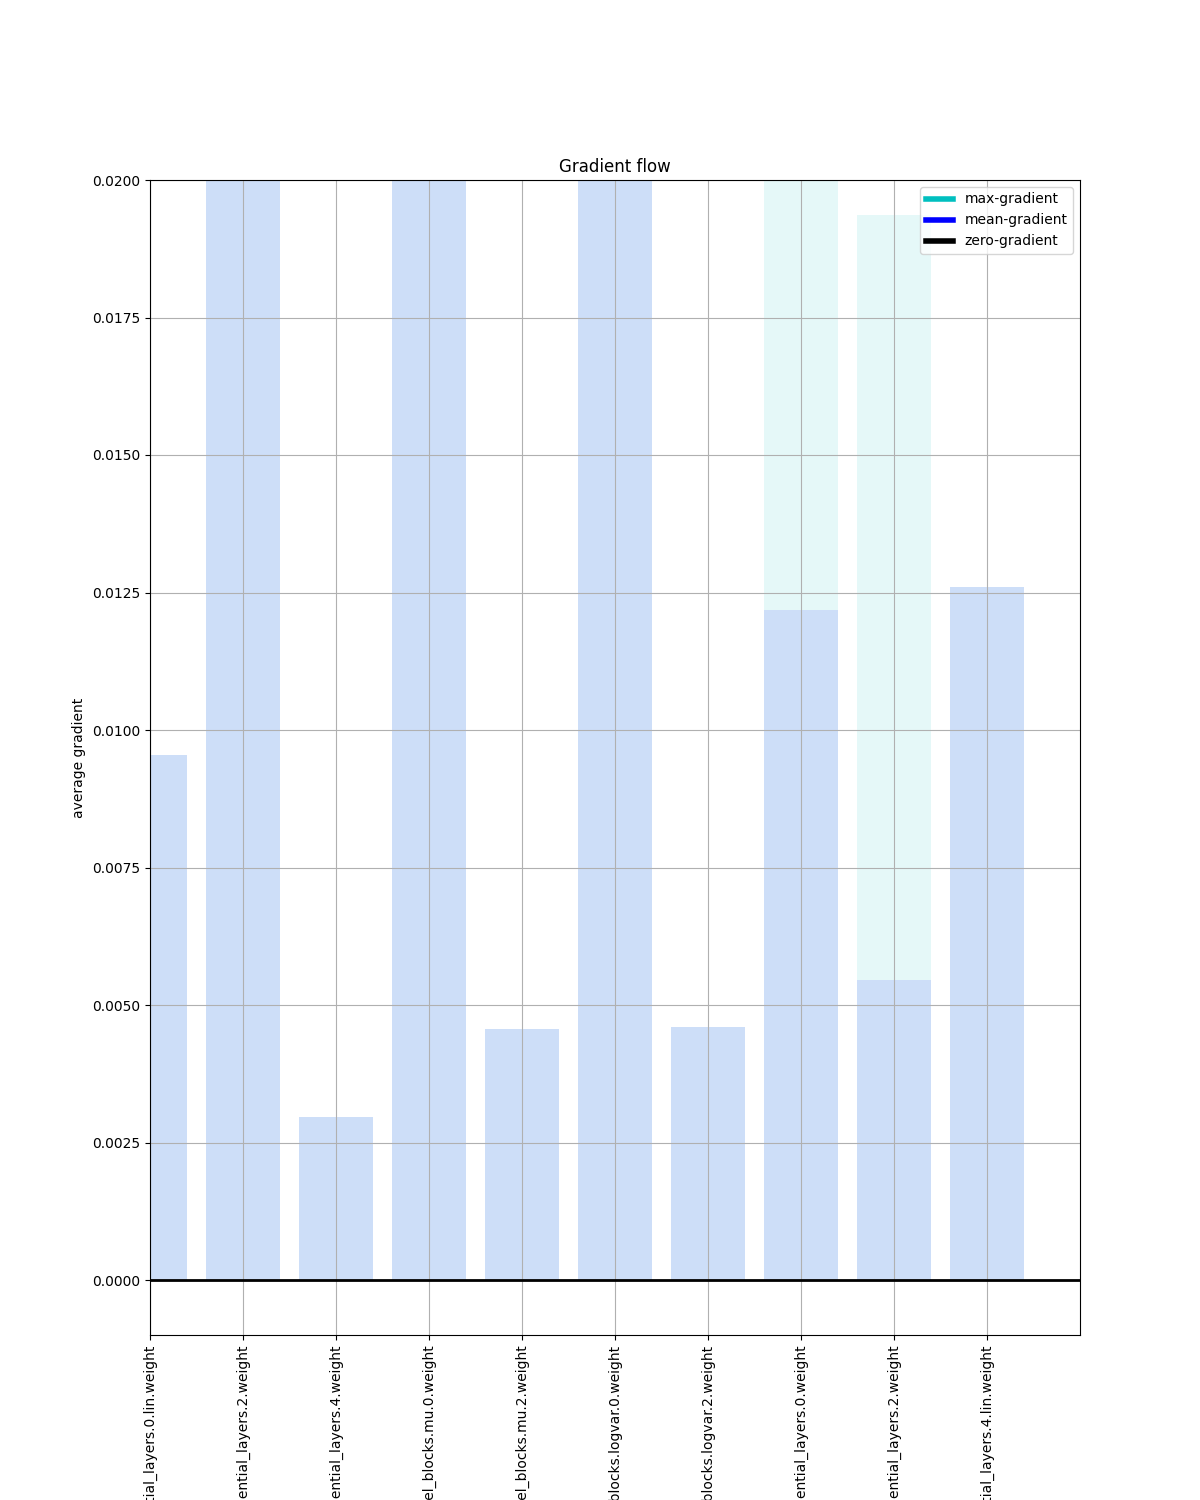 Gradient flow
max-gradient
mean-gradient
zero-gradient
0.0200
0.0175
0.0150
0.0125
0.0100
0.0075
0.0050
0.0025
0.0000
average gradient
tial_layers.0.lin.weight
ential_layers.2.weight
ential_layers.4.weight
el_blocks.mu.0.weight
el_blocks.mu.2.weight
blocks.logvar.0.weight
blocks.logvar.2.weight
ential_layers.0.weight
ential_layers.2.weight
tial_layers.4.lin.weight